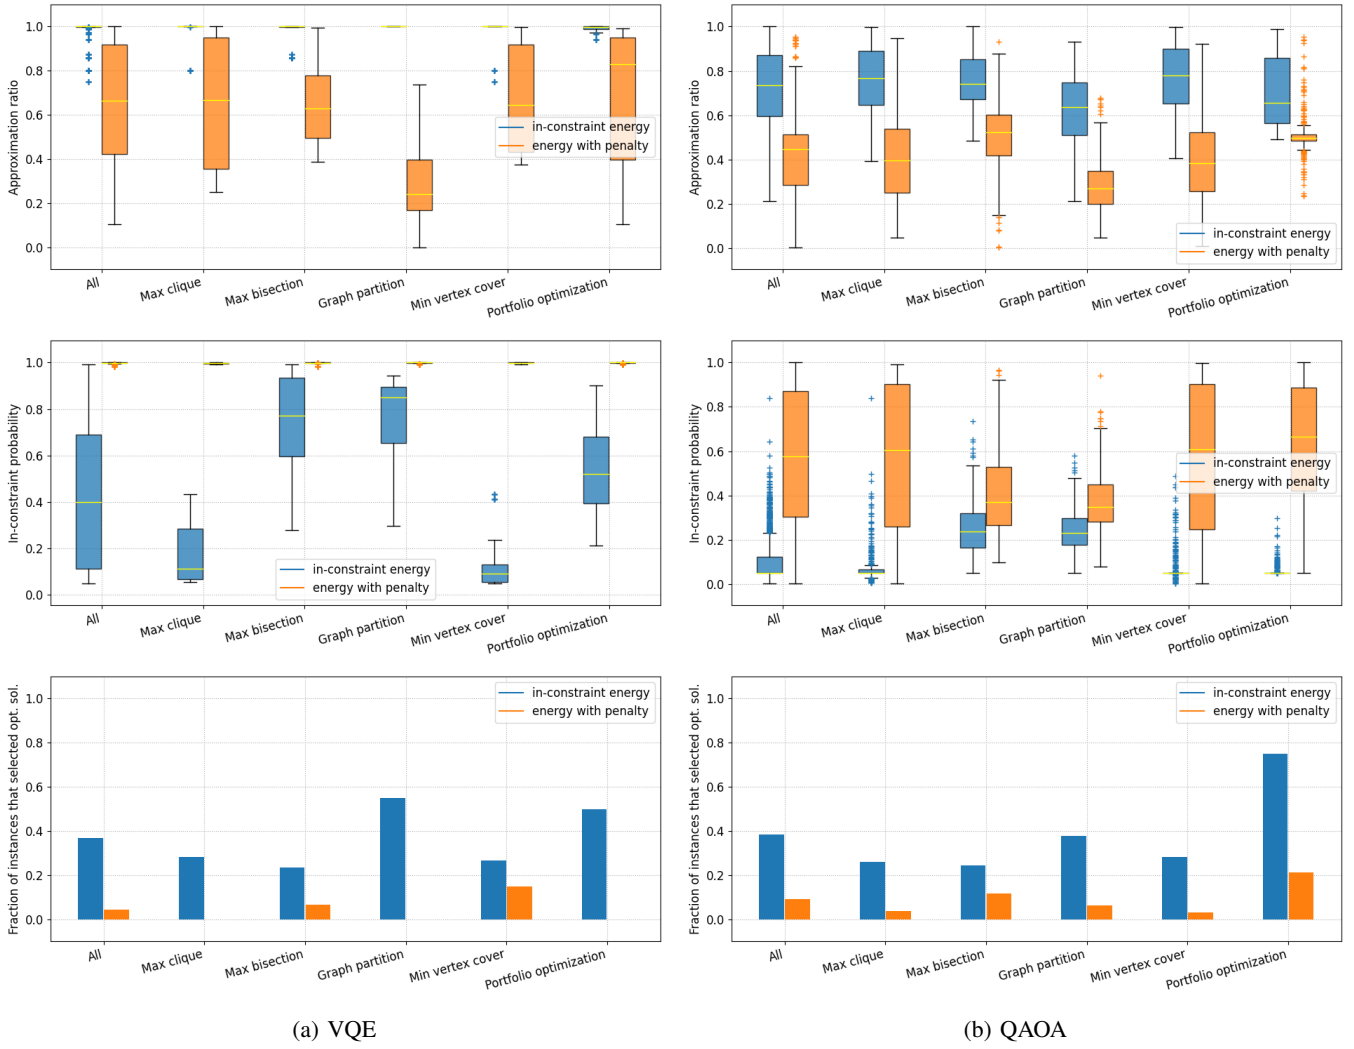 1.0
0.8
0.6
0.4
0.2
0.0
Approximation ratio
in-constraint energy
energy with penalty
All
Max clique
Max bisection
Graph partition
Min vertex cover
Portfolio optimization
1.0
0.8
0.6
0.4
0.2
0.0
Approximation ratio
in-constraint energy
energy with penalty
All
Max clique
Max bisection
Graph partition
Min vertex cover
Portfolio optimization
1.0
0.8
0.6
0.4
0.2
0.0
In-constraint probability
in-constraint energy
energy with penalty
All
Max clique
Max bisection
Graph partition
Min vertex cover
Portfolio optimization
1.0
0.8
0.6
0.4
0.2
0.0
In-constraint probability
in-constraint energy
energy with penalty
All
Max clique
Max bisection
Graph partition
Min vertex cover
Portfolio optimization
1.0
0.8
0.6
0.4
0.2
0.0
Fraction of instances that selected opt. sol.
in-constraint energy
energy with penalty
All
Max clique
Max bisection
Graph partition
Min vertex cover
Portfolio optimization
1.0
0.8
0.6
0.4
0.2
0.0
Fraction of instances that selected opt. sol.
in-constraint energy
energy with penalty
All
Max clique
Max bisection
Graph partition
Min vertex cover
Portfolio optimization
(a) VQE
(b) QAOA